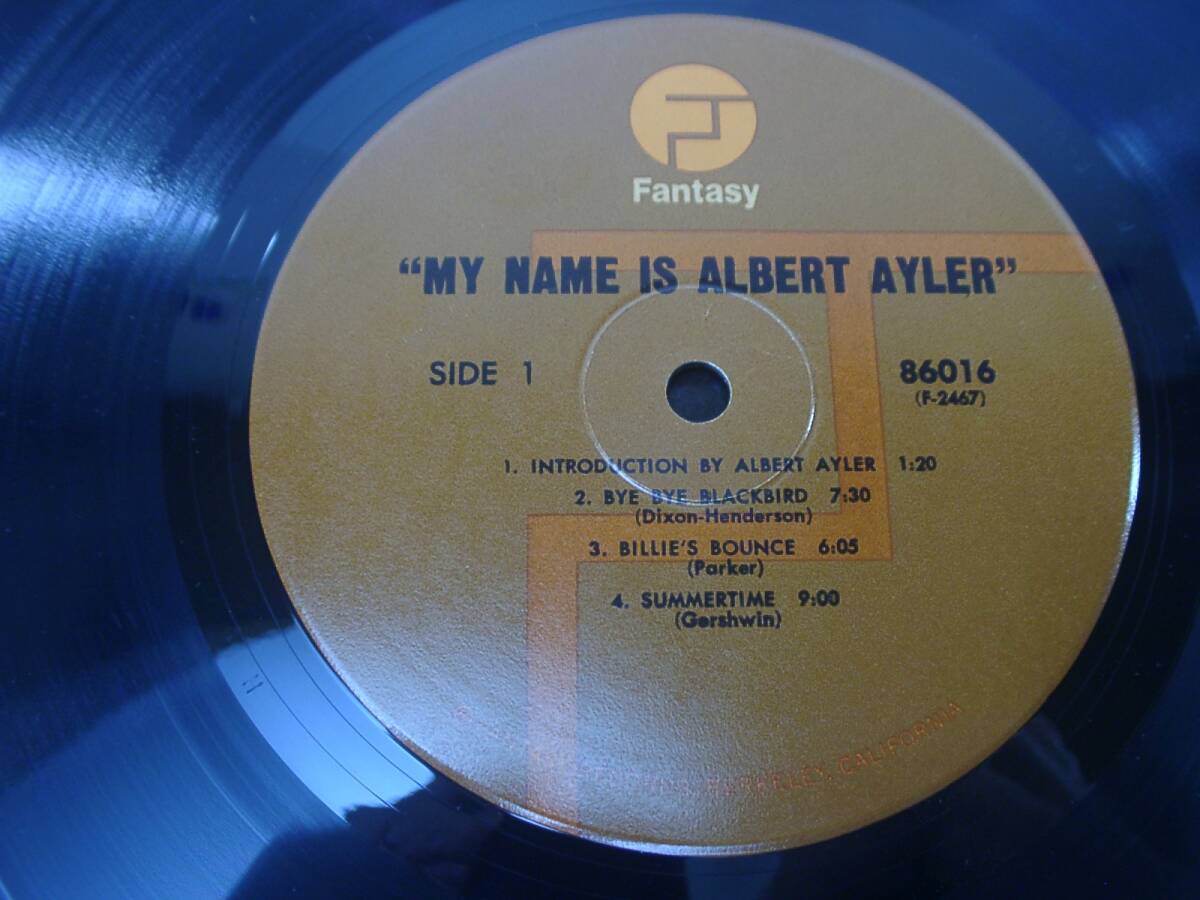 Fantasy
“MY NAME IS ALBERT AYLER”
SIDE 1
86016
(F-2467)
1. INTRODUCTION BY ALBERT AYLER 1:20
2. BYE BYE BLACKBIRD 7:30
(Dixon-Henderson)
3. BILLIE'S BOUNCE 6:05
(Parker)
4. SUMMERTIME 9:00
(Gershwin)
BERKELEY, CALIFORNIA